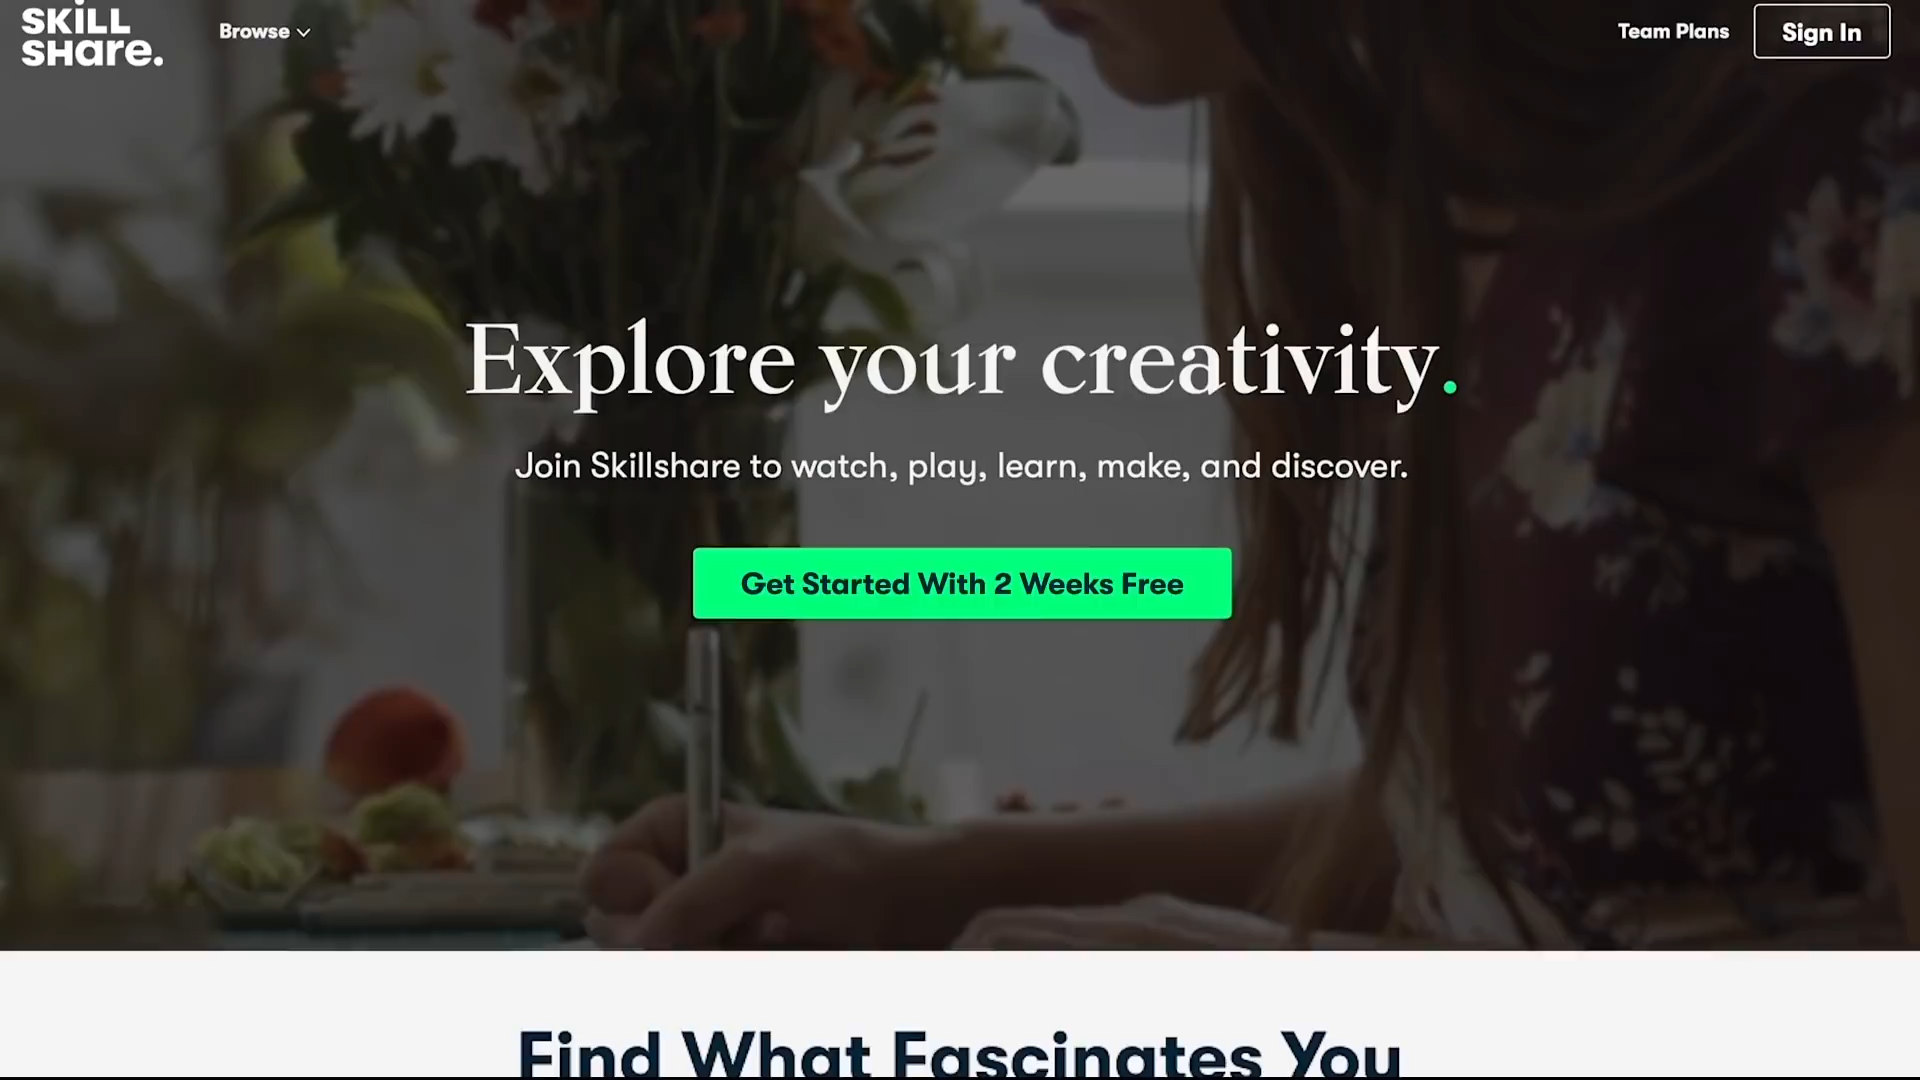 SKiLL
SHare.
Browse
Team Plans
Sign In
Explore your creativity.
Join Skillshare to watch, play, learn, make, and discover.
Get Started With 2 Weeks Free
Find What Fascinates You